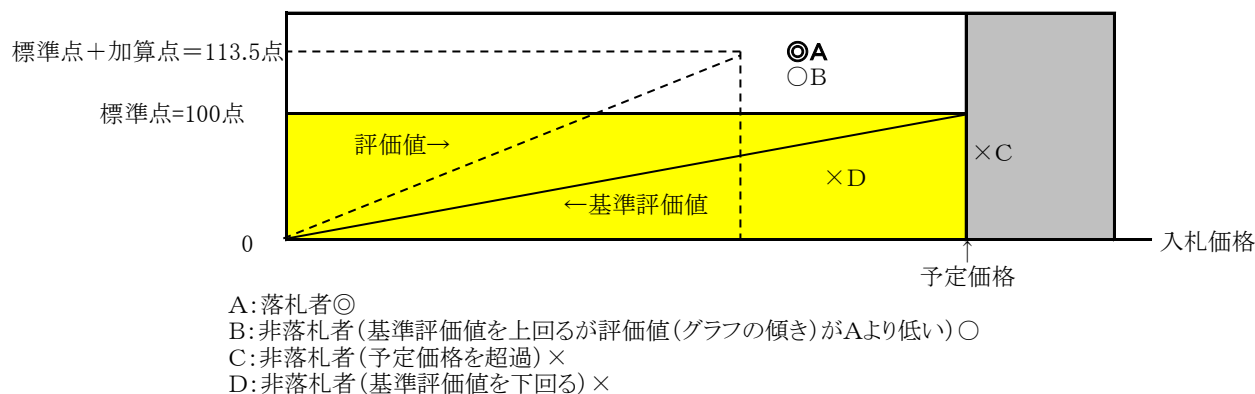 標準点＋加算点＝113.5点
◎A
○B
標準点=100点
評価値→
×C
×D
←基準評価値
0
入札価格
↑
予定価格
A：落札者◎
B：非落札者（基準評価値を上回るが評価値（グラフの傾き）がAより低い）○
C：非落札者（予定価格を超過）×
D：非落札者（基準評価値を下回る）×